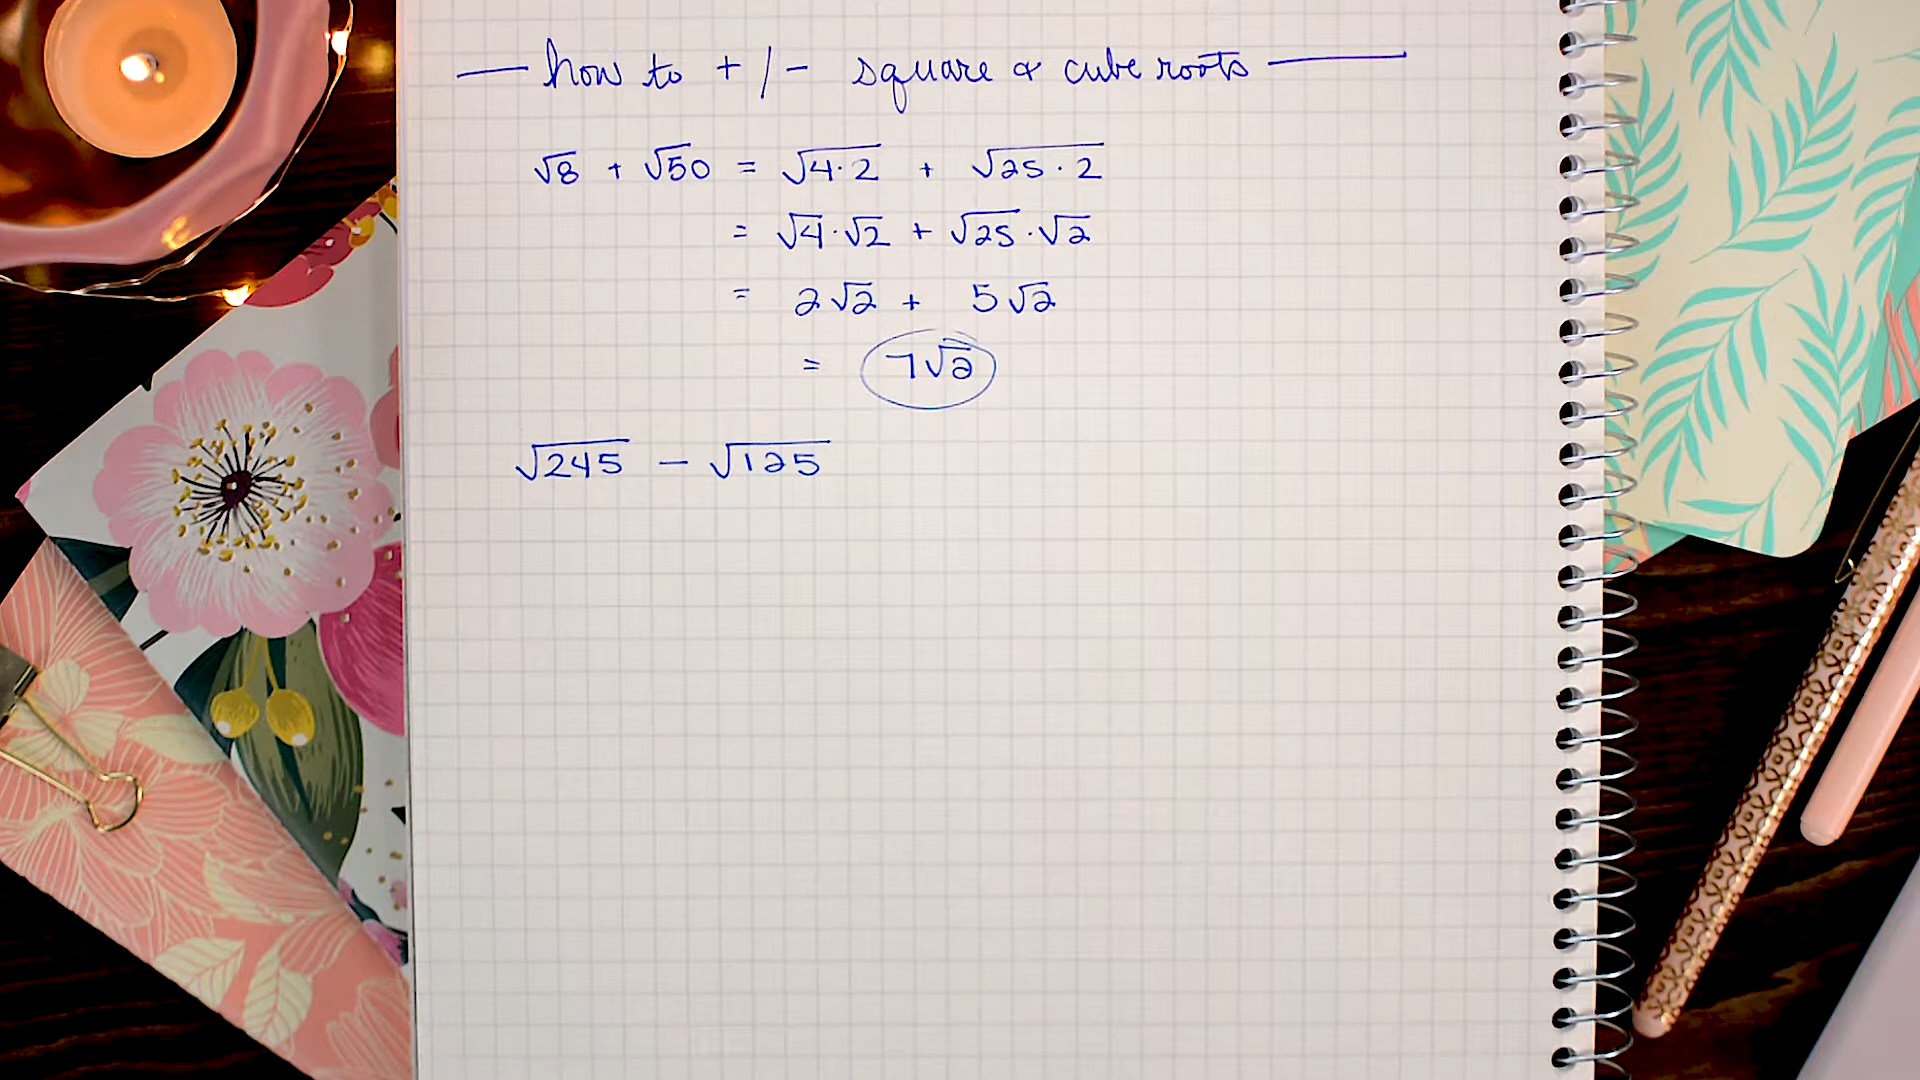 how to + / - square & cube roots
√8 + √50 = √4·2 + √25·2
= √4·√2 + √25·√2
= 2√2 + 5√2
= 7√2
√245 - √125